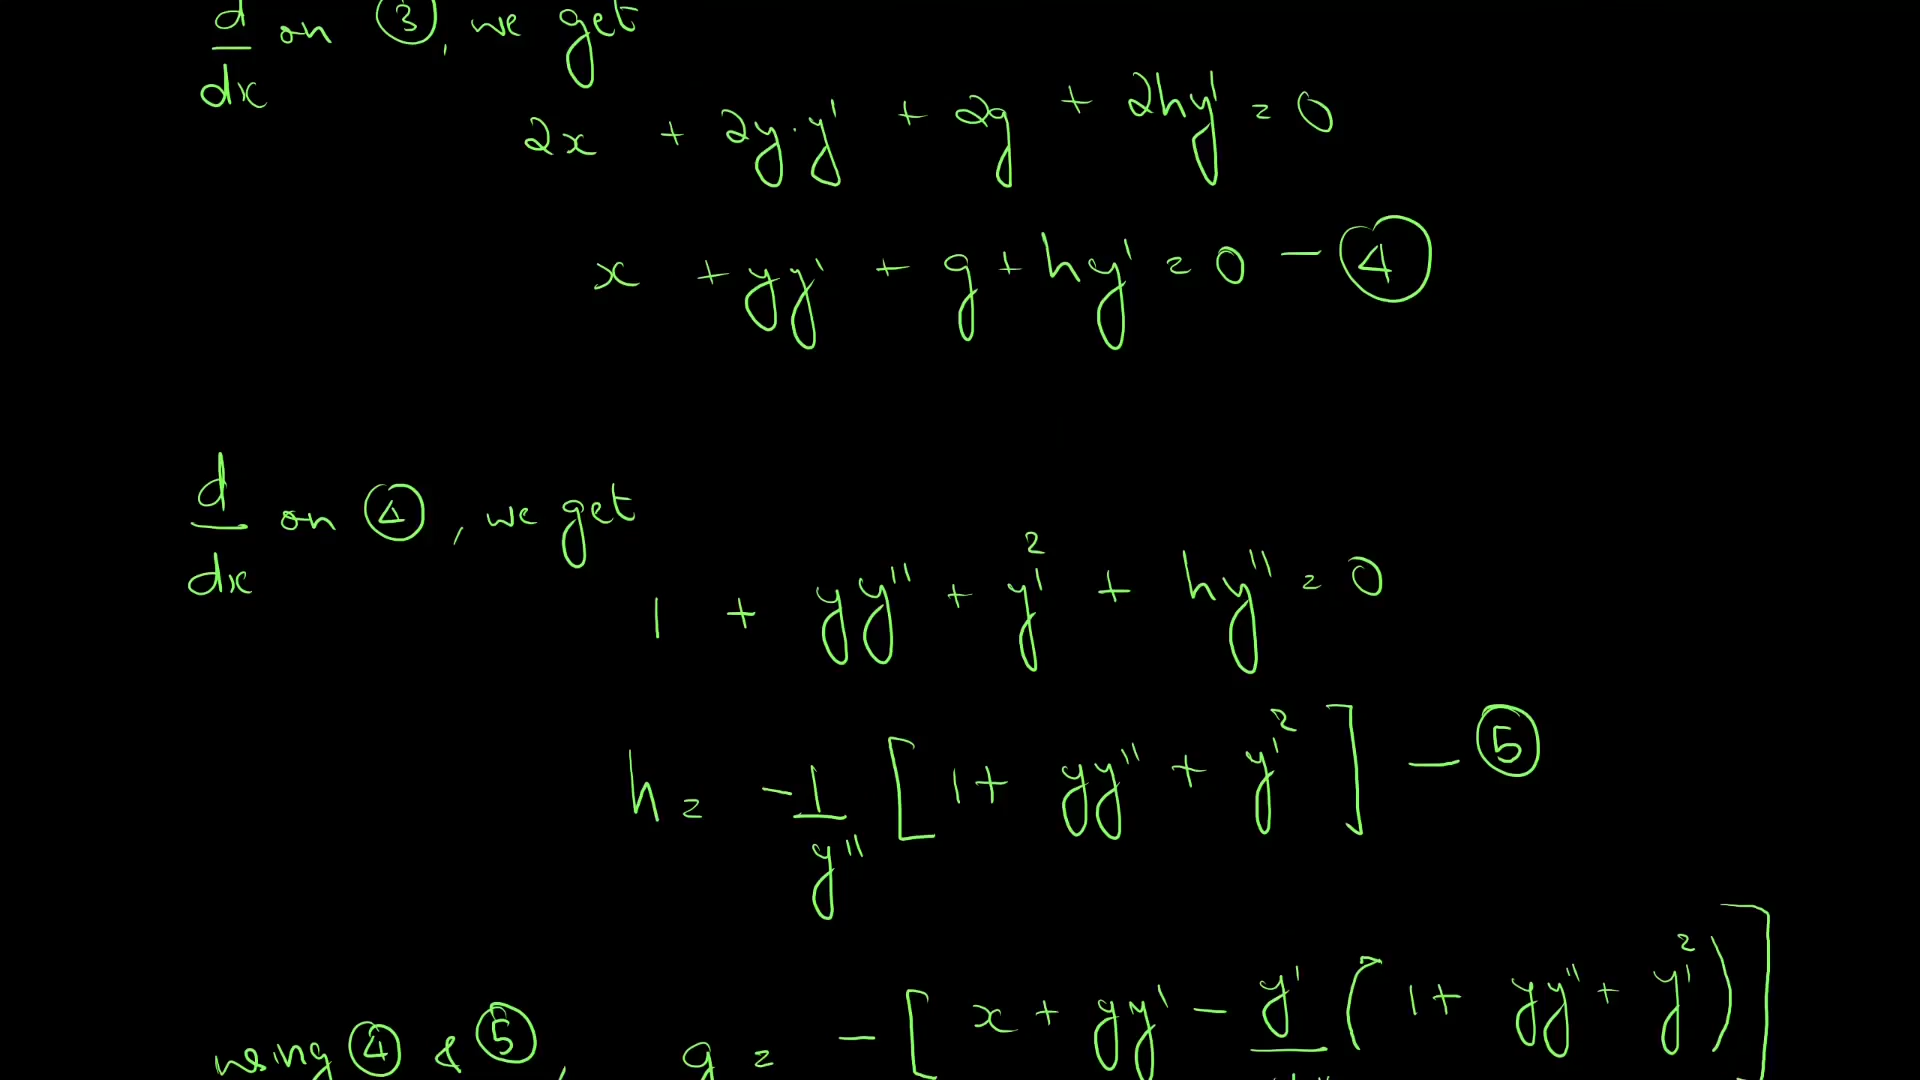 d/dx on ③, we get
2x + 2y·y' + 2g + 2hy' = 0
x + yy' + g + hy' = 0 — ④
d/dx on ④, we get
1 + yy'' + y'² + hy'' = 0
h = -1/y'' [1 + yy'' + y'²] — ⑤
using ④ & ⑤, g = -[x + yy' - y'/y'' (1 + yy'' + y'²)]